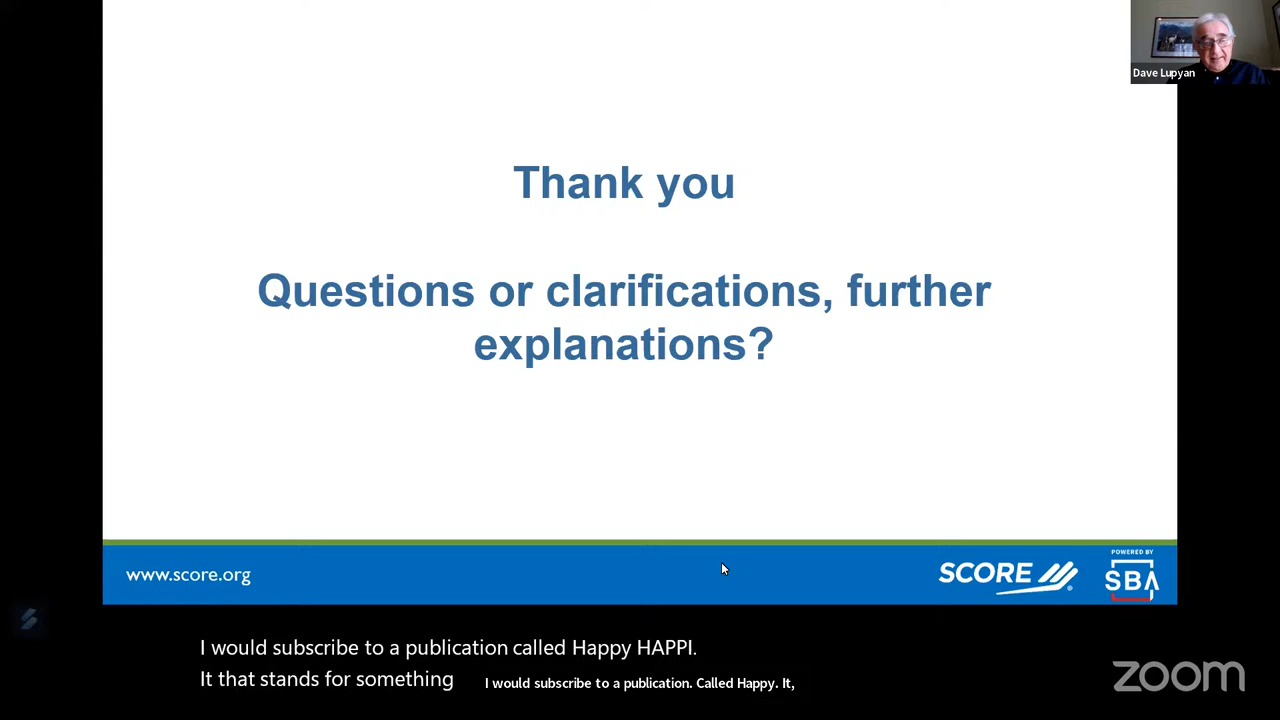 Dave Lupyan
Thank you
Questions or clarifications, further
explanations?
www.score.org
SCORE
POWERED BY
SBA
I would subscribe to a publication called Happy HAPPI.
It that stands for something
I would subscribe to a publication. Called Happy. It,
zoom